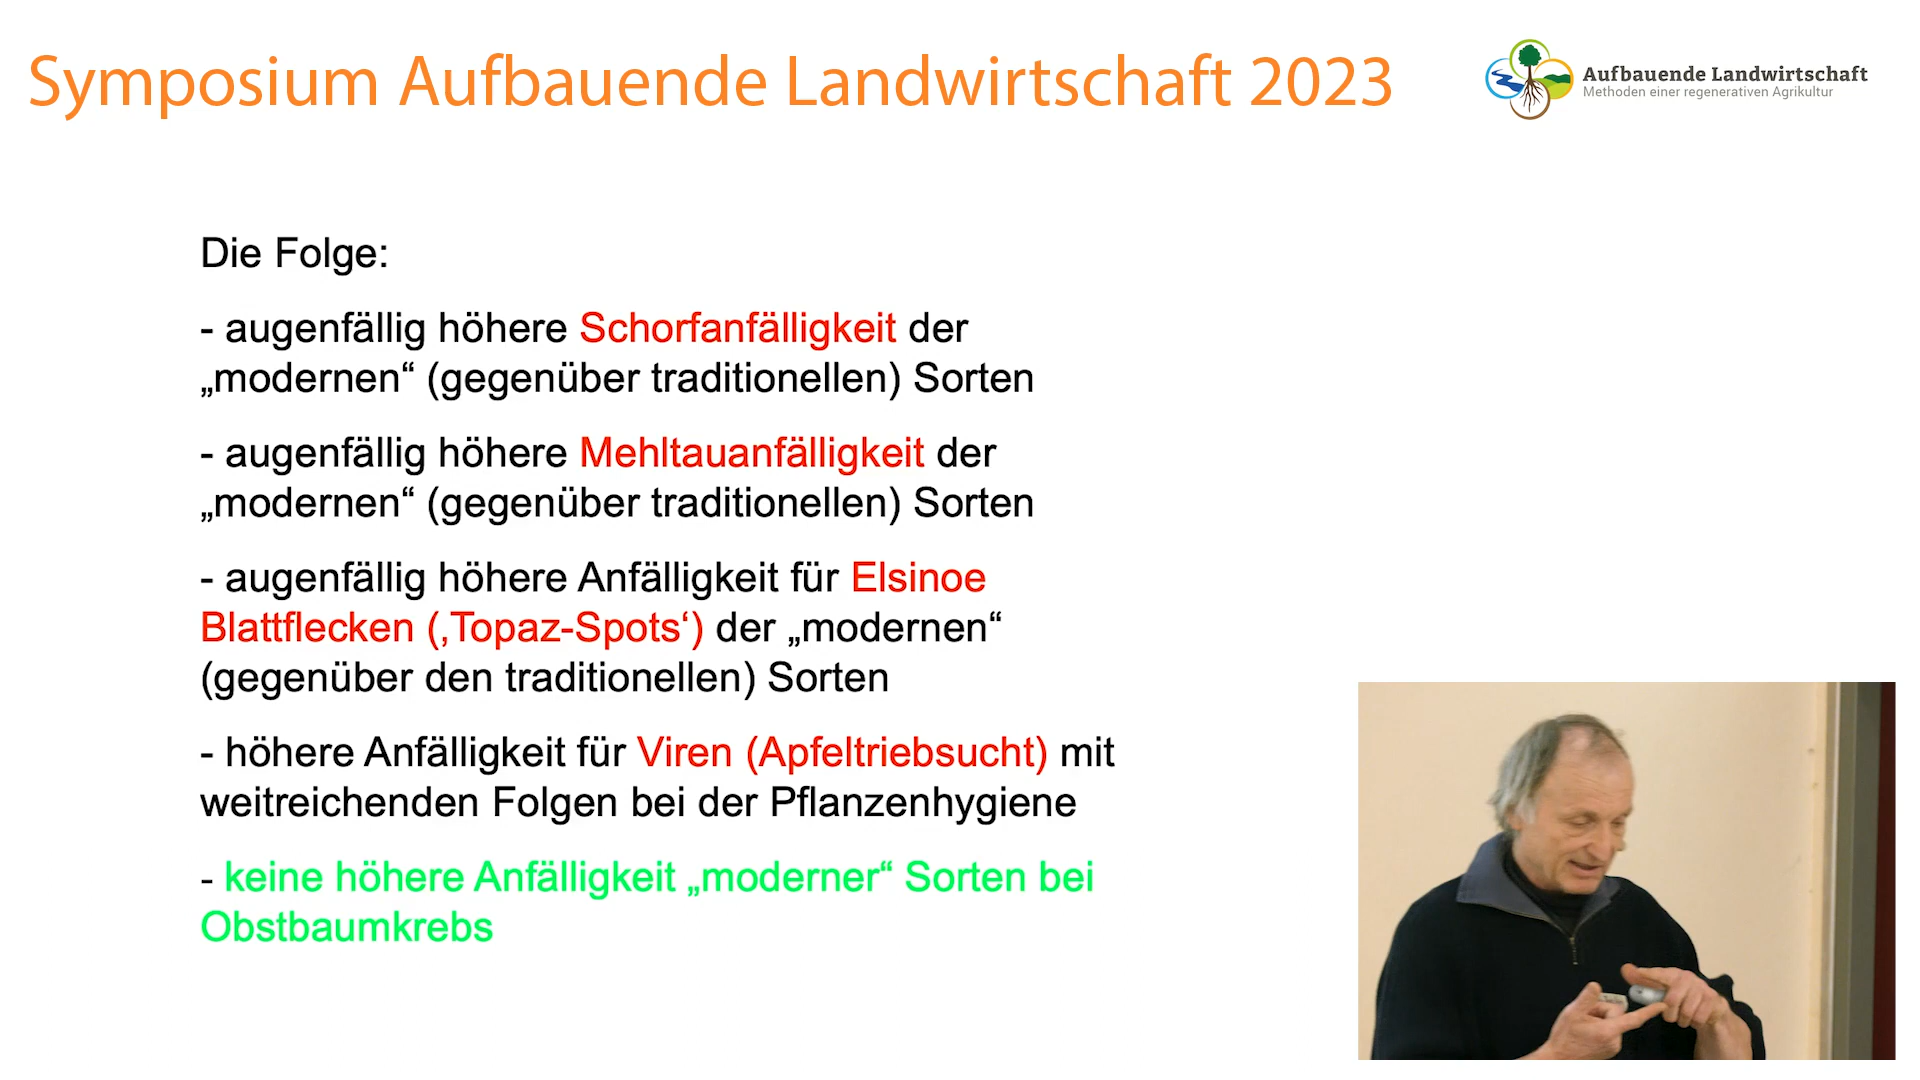 Symposium Aufbauende Landwirtschaft 2023
Aufbauende Landwirtschaft
Methoden einer regenerativen Agrikultur
Die Folge:
- augenfällig höhere Schorfanfälligkeit der
„modernen“ (gegenüber traditionellen) Sorten
- augenfällig höhere Mehltauanfälligkeit der
„modernen“ (gegenüber traditionellen) Sorten
- augenfällig höhere Anfälligkeit für Elsinoe
Blattflecken (‚Topaz-Spots‘) der „modernen“
(gegenüber den traditionellen) Sorten
- höhere Anfälligkeit für Viren (Apfeltriebsucht) mit
weitreichenden Folgen bei der Pflanzenhygiene
- keine höhere Anfälligkeit „moderner“ Sorten bei
Obstbaumkrebs